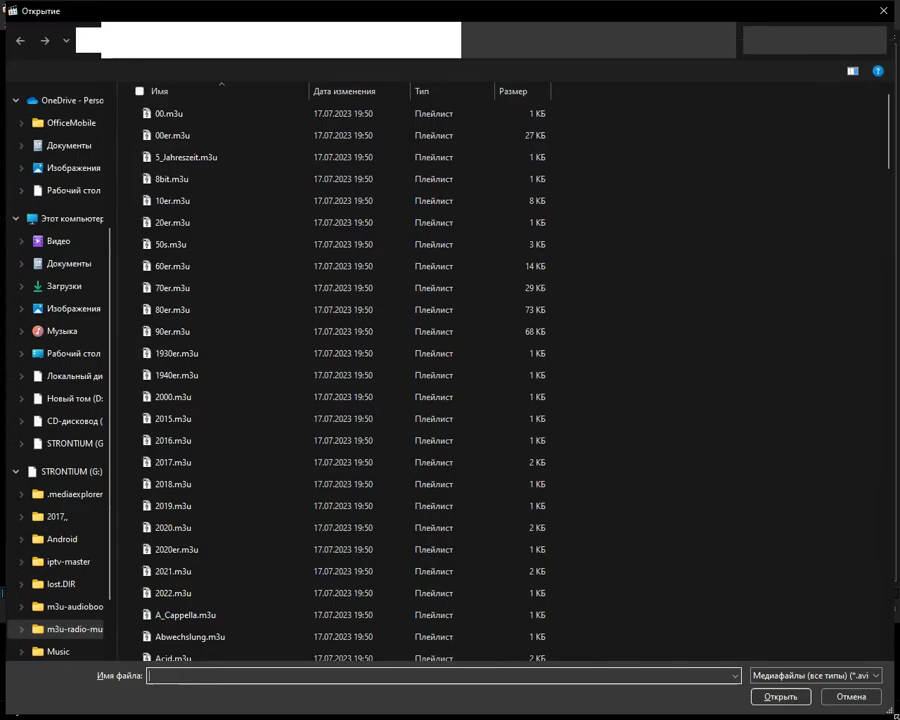 Открытие
Имя
Дата изменения
Тип
Размер
OneDrive - Perso
OfficeMobile
Документы
Изображения
Рабочий стол
Этот компьютер
Видео
Документы
Загрузки
Изображения
Музыка
Рабочий стол
Локальный ди
Новый том (D:
CD-дисковод (
STRONTIUM (G
STRONTIUM (G:)
.mediaexplorer
2017,,
Android
iptv-master
lost.DIR
m3u-audioboo
m3u-radio-mu
Music
00.m3u 17.07.2023 19:50 Плейлист 1 КБ
00er.m3u 17.07.2023 19:50 Плейлист 27 КБ
5_Jahreszeit.m3u 17.07.2023 19:50 Плейлист 1 КБ
8bit.m3u 17.07.2023 19:50 Плейлист 1 КБ
10er.m3u 17.07.2023 19:50 Плейлист 8 КБ
20er.m3u 17.07.2023 19:50 Плейлист 1 КБ
50s.m3u 17.07.2023 19:50 Плейлист 3 КБ
60er.m3u 17.07.2023 19:50 Плейлист 14 КБ
70er.m3u 17.07.2023 19:50 Плейлист 29 КБ
80er.m3u 17.07.2023 19:50 Плейлист 73 КБ
90er.m3u 17.07.2023 19:50 Плейлист 68 КБ
1930er.m3u 17.07.2023 19:50 Плейлист 1 КБ
1940er.m3u 17.07.2023 19:50 Плейлист 1 КБ
2000.m3u 17.07.2023 19:50 Плейлист 1 КБ
2015.m3u 17.07.2023 19:50 Плейлист 1 КБ
2016.m3u 17.07.2023 19:50 Плейлист 1 КБ
2017.m3u 17.07.2023 19:50 Плейлист 2 КБ
2018.m3u 17.07.2023 19:50 Плейлист 1 КБ
2019.m3u 17.07.2023 19:50 Плейлист 1 КБ
2020.m3u 17.07.2023 19:50 Плейлист 2 КБ
2020er.m3u 17.07.2023 19:50 Плейлист 1 КБ
2021.m3u 17.07.2023 19:50 Плейлист 2 КБ
2022.m3u 17.07.2023 19:50 Плейлист 1 КБ
A_Cappella.m3u 17.07.2023 19:50 Плейлист 1 КБ
Abwechslung.m3u 17.07.2023 19:50 Плейлист 1 КБ
Acid.m3u 17.07.2023 19:50 Плейлист 1 КБ
Имя файла:
Медиафайлы (все типы) (*.avi
Открыть
Отмена